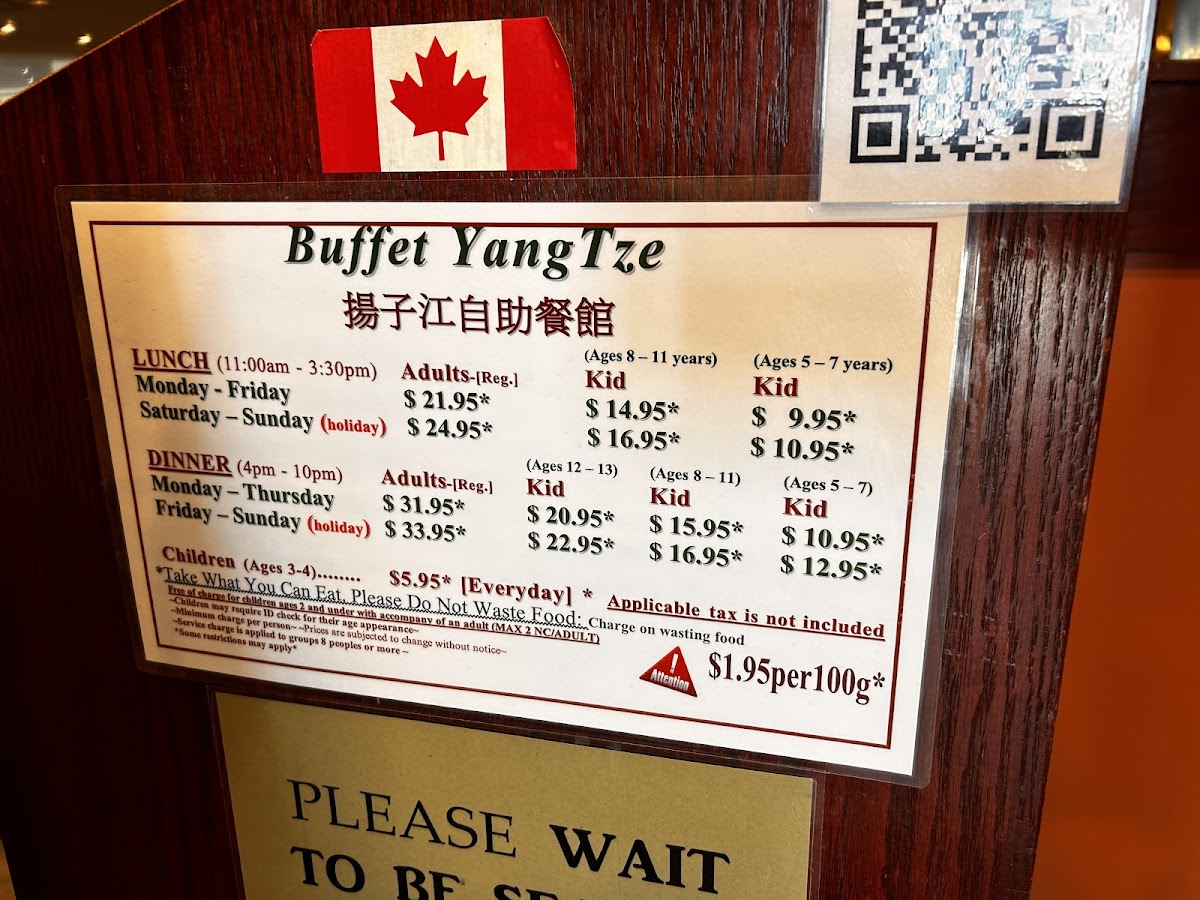 Buffet YangTze
揚子江自助餐館
LUNCH (11:00am - 3:30pm) Adults-[Reg.] (Ages 8 – 11 years) Kid (Ages 5 – 7 years) Kid
Monday - Friday $ 21.95* $ 14.95* $ 9.95*
Saturday – Sunday (holiday) $ 24.95* $ 16.95* $ 10.95*
DINNER (4pm - 10pm) Adults-[Reg.] (Ages 12 – 13) Kid (Ages 8 – 11) Kid (Ages 5 – 7) Kid
Monday – Thursday $ 31.95* $ 20.95* $ 15.95* $ 10.95*
Friday – Sunday (holiday) $ 33.95* $ 22.95* $ 16.95* $ 12.95*
Children (Ages 3-4)........ $5.95* [Everyday] * Applicable tax is not included
*Take What You Can Eat, Please Do Not Waste Food: Charge on wasting food
Free of charge for children ages 2 and under with accompany of an adult (MAX 2 NC/ADULT)
~Children may require ID check for their age appearance~
~Minimum charge per person~ ~Prices are subjected to change without notice~
~Service charge is applied to groups 8 peoples or more ~
*Some restrictions may apply*
Attention $1.95per100g*
PLEASE WAIT
TO BE